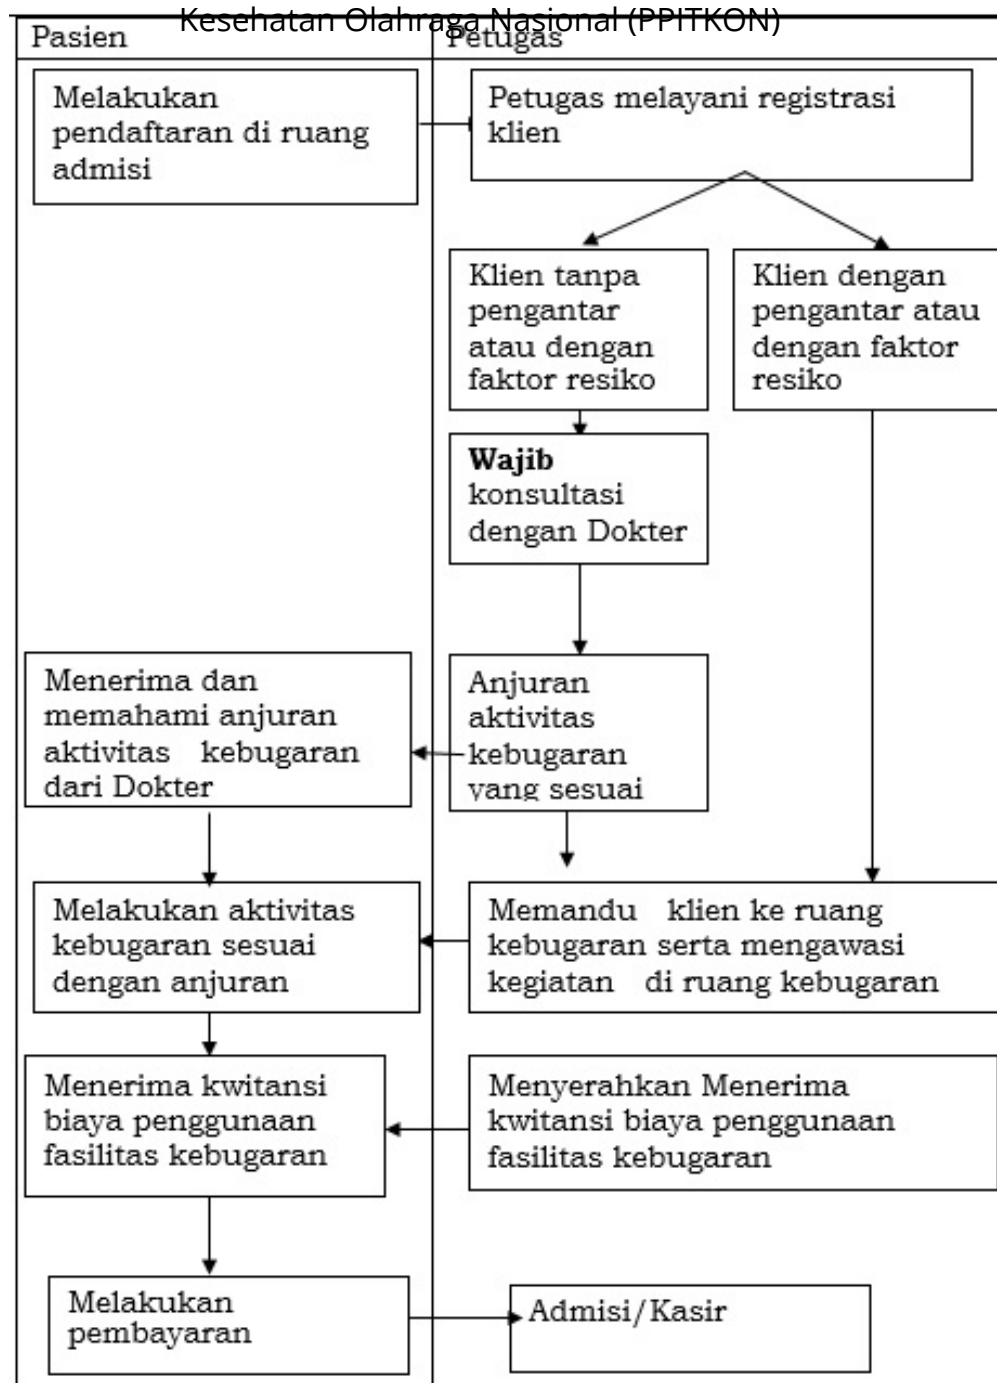 Kesehatan Olahraga Nasional (PPITKON)
Pasien
Petugas
Melakukan
pendaftaran di ruang
admisi
Petugas melayani registrasi
klien
Klien tanpa
pengantar
atau dengan
faktor resiko
Klien dengan
pengantar atau
dengan faktor
resiko
Wajib
konsultasi
dengan Dokter
Menerima dan
memahami anjuran
aktivitas kebugaran
dari Dokter
Anjuran
aktivitas
kebugaran
yang sesuai
Melakukan aktivitas
kebugaran sesuai
dengan anjuran
Memandu klien ke ruang
kebugaran serta mengawasi
kegiatan di ruang kebugaran
Menerima kwitansi
biaya penggunaan
fasilitas kebugaran
Menyerahkan Menerima
kwitansi biaya penggunaan
fasilitas kebugaran
Melakukan
pembayaran
Admisi/Kasir